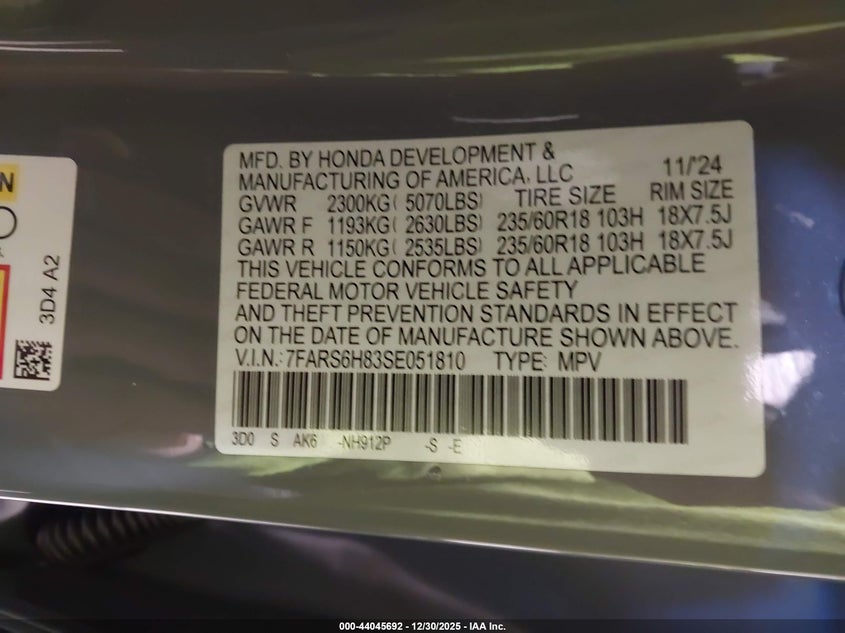 N
3D4 A2
MFD. BY HONDA DEVELOPMENT &
MANUFACTURING OF AMERICA, LLC 11/'24
GVWR 2300KG( 5070LBS) TIRE SIZE RIM SIZE
GAWR F 1193KG( 2630LBS) 235/60R18 103H 18X7.5J
GAWR R 1150KG( 2535LBS) 235/60R18 103H 18X7.5J
THIS VEHICLE CONFORMS TO ALL APPLICABLE
FEDERAL MOTOR VEHICLE SAFETY
AND THEFT PREVENTION STANDARDS IN EFFECT
ON THE DATE OF MANUFACTURE SHOWN ABOVE.
V.I.N.:7FARS6H83SE051810 TYPE: MPV
3D0 S AK6 -NH912P -S -E
000-44045692 - 12/30/2025 - IAA Inc.